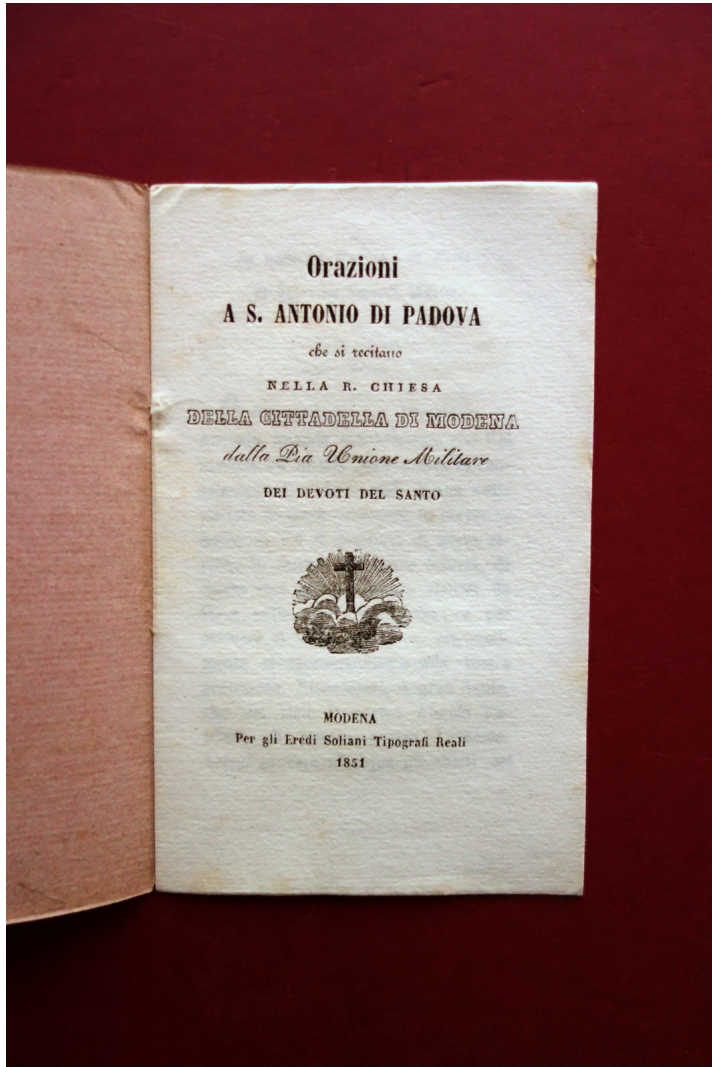 Orazioni
A S. ANTONIO DI PADOVA
che si recitano
NELLA R. CHIESA
DELLA CITTADELLA DI MODENA
dalla Pia Unione Militare
DEI DEVOTI DEL SANTO
MODENA
Per gli Eredi Soliani Tipografi Reali
1851